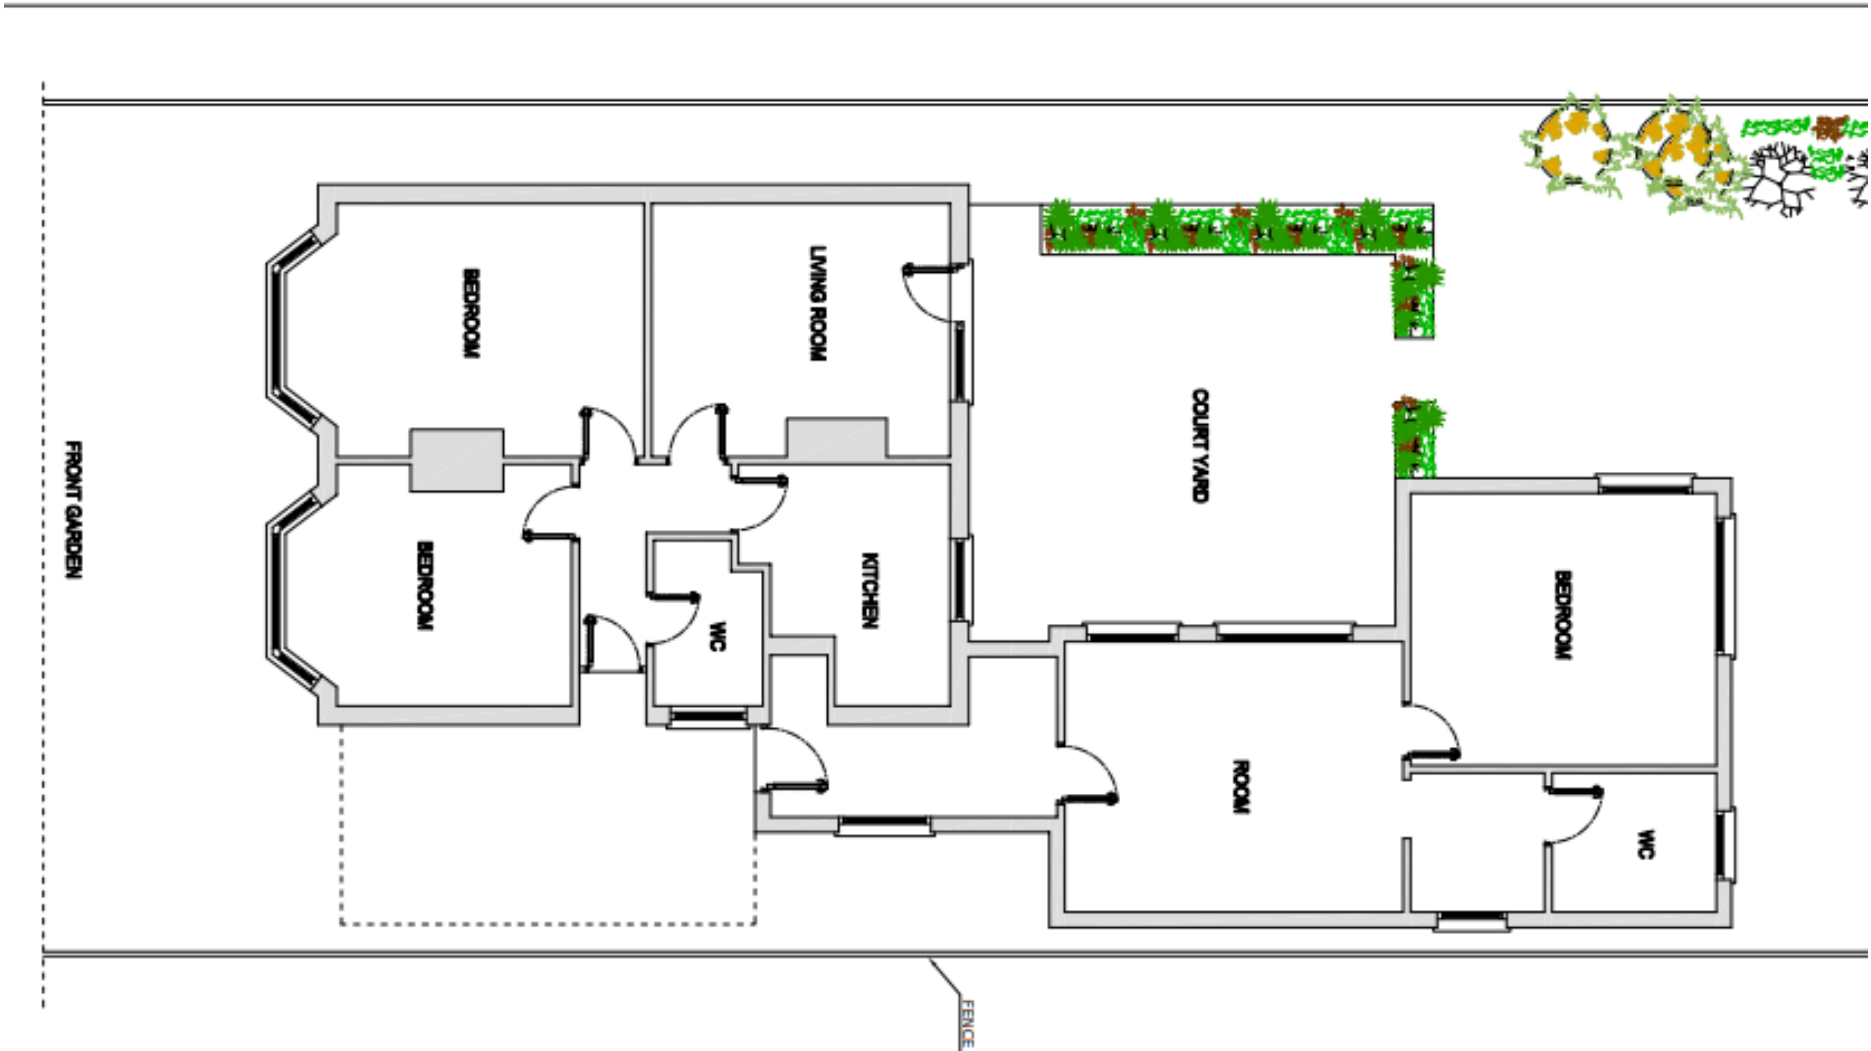 FRONT GARDEN
BEDROOM
BEDROOM
LIVING ROOM
KITCHEN
WC
COURT YARD
ROOM
BEDROOM
WC
FENCE